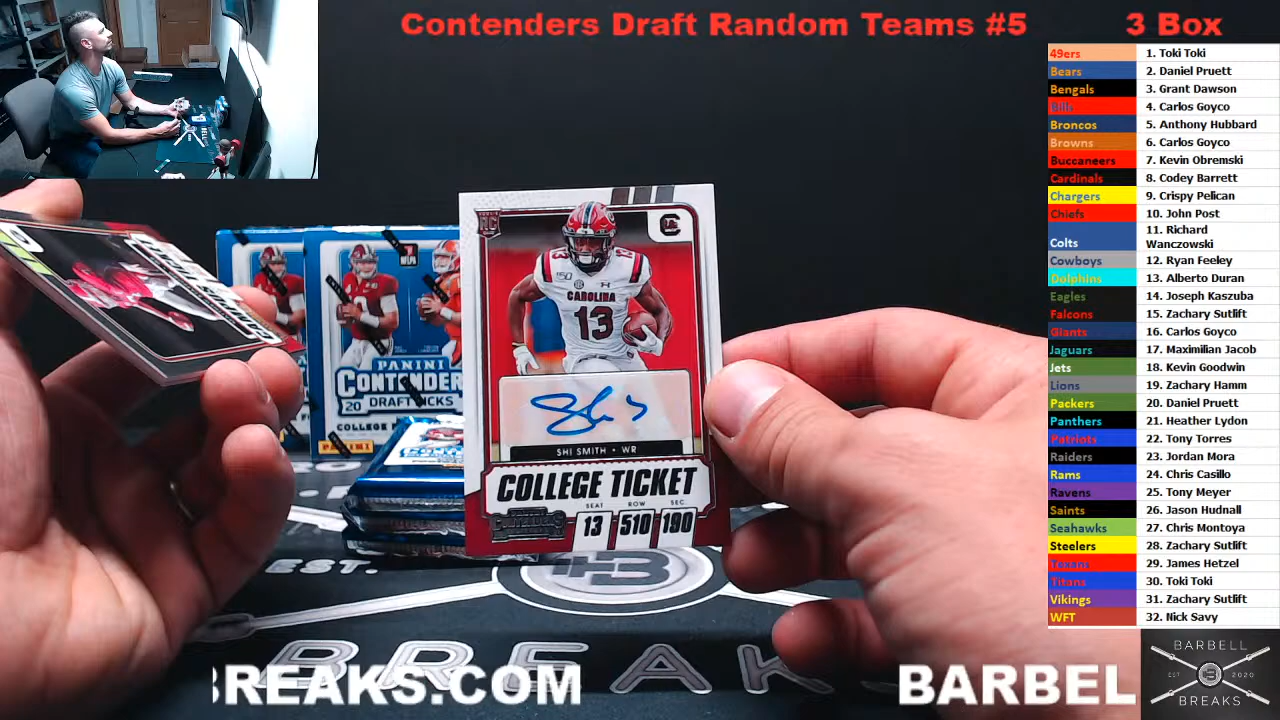 Contenders Draft Random Teams #5
3 Box
49ers 1. Toki Toki
Bears 2. Daniel Pruett
Bengals 3. Grant Dawson
Bills 4. Carlos Goyco
Broncos 5. Anthony Hubbard
Browns 6. Carlos Goyco
Buccaneers 7. Kevin Obremski
Cardinals 8. Codey Barrett
Chargers 9. Crispy Pelican
Chiefs 10. John Post
Colts 11. Richard
Wanczowski
Cowboys 12. Ryan Feeley
Dolphins 13. Alberto Duran
Eagles 14. Joseph Kaszuba
Falcons 15. Zachary Sutlift
Giants 16. Carlos Goyco
Jaguars 17. Maximilian Jacob
Jets 18. Kevin Goodwin
Lions 19. Zachary Hamm
Packers 20. Daniel Pruett
Panthers 21. Heather Lydon
Patriots 22. Tony Torres
Raiders 23. Jordan Mora
Rams 24. Chris Casillo
Ravens 25. Tony Meyer
Saints 26. Jason Hudnall
Seahawks 27. Chris Montoya
Steelers 28. Zachary Sutlift
Texans 29. James Hetzel
Titans 30. Toki Toki
Vikings 31. Zachary Sutlift
WFT 32. Nick Savy
RC
CAROLINA
13
SHI SMITH • WR
COLLEGE TICKET
SEAT ROW SEC
13 510 190
PANINI
CONTENDERS
20 DRAFT PICKS
PANINI
EST.
BREAKS
BREAKS.COM
BARBEL
BARBELL
EST 2020
BREAKS